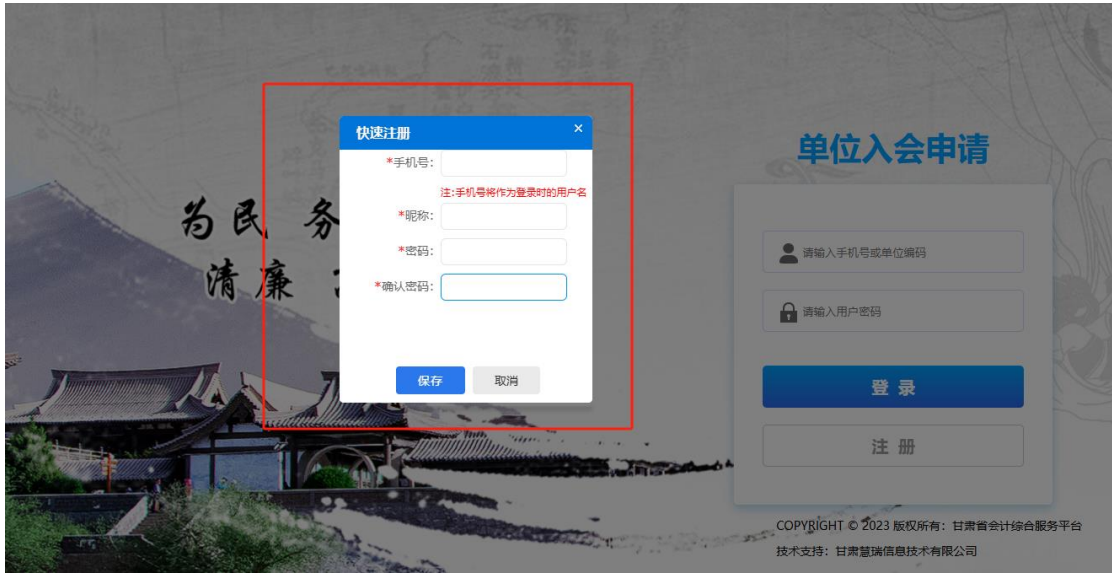 快速注册
×
*手机号:
注:手机号将作为登录时的用户名
*昵称:
*密码:
*确认密码:
保存
取消
为民 务
清廉
单位入会申请
请输入手机号或单位编码
请输入用户密码
登 录
注 册
COPYRIGHT © 2023 版权所有：甘肃省会计综合服务平台
技术支持：甘肃慧瑞信息技术有限公司